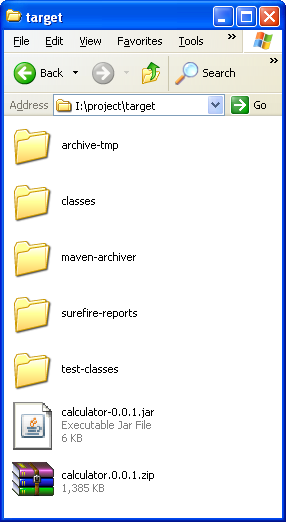 target
File Edit View Favorites Tools »
Back Search »
Address I:\project\target Go
archive-tmp
classes
maven-archiver
surefire-reports
test-classes
calculator-0.0.1.jar
Executable Jar File
6 KB
calculator.0.0.1.zip
1,385 KB